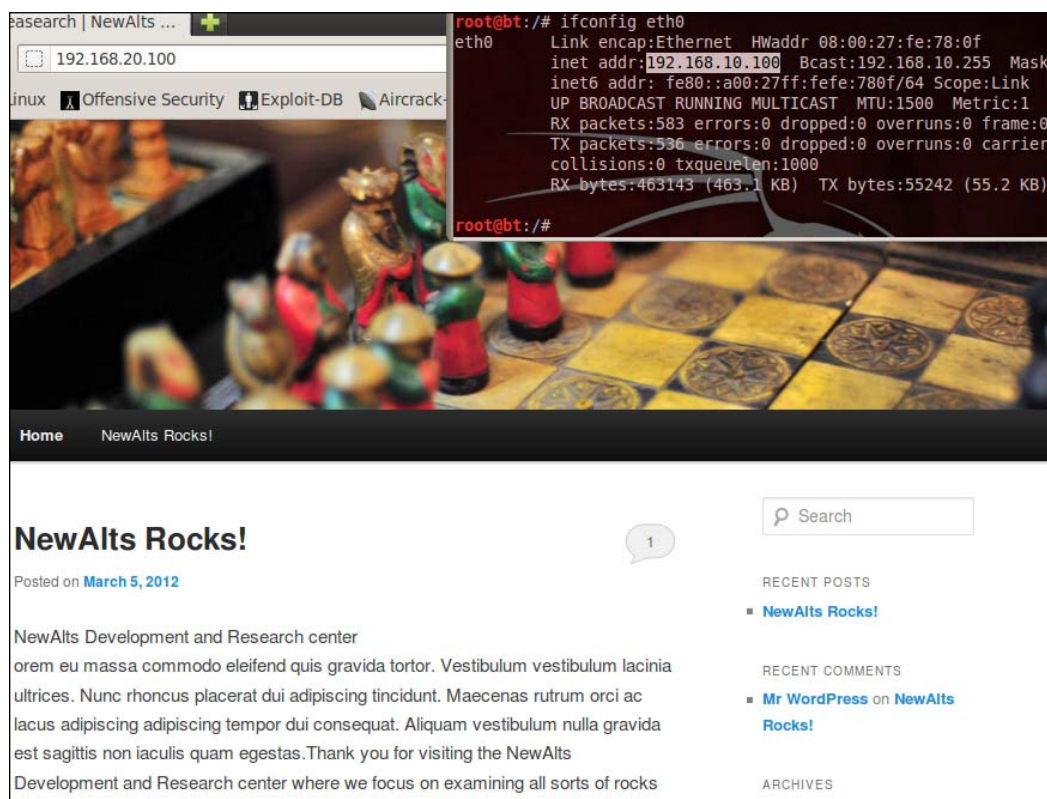 easearch | NewAlts ...
192.168.20.100
inux Offensive Security Exploit-DB Aircrack-
root@bt:/# ifconfig eth0
eth0 Link encap:Ethernet HWaddr 08:00:27:fe:78:0f
inet addr:192.168.10.100 Bcast:192.168.10.255 Mask
inet6 addr: fe80::a00:27ff:fefe:780f/64 Scope:Link
UP BROADCAST RUNNING MULTICAST MTU:1500 Metric:1
RX packets:583 errors:0 dropped:0 overruns:0 frame:0
TX packets:536 errors:0 dropped:0 overruns:0 carrier
collisions:0 txqueuelen:1000
RX bytes:463143 (463.1 KB) TX bytes:55242 (55.2 KB)
root@bt:/#
Home NewAlts Rocks!
NewAlts Rocks!
1
Posted on March 5, 2012
NewAlts Development and Research center
orem eu massa commodo eleifend quis gravida tortor. Vestibulum vestibulum lacinia
ultrices. Nunc rhoncus placerat dui adipiscing tincidunt. Maecenas rutrum orci ac
lacus adipiscing adipiscing tempor dui consequat. Aliquam vestibulum nulla gravida
est sagittis non iaculis quam egestas.Thank you for visiting the NewAlts
Development and Research center where we focus on examining all sorts of rocks
Search
RECENT POSTS
NewAlts Rocks!
RECENT COMMENTS
Mr WordPress on NewAlts
Rocks!
ARCHIVES